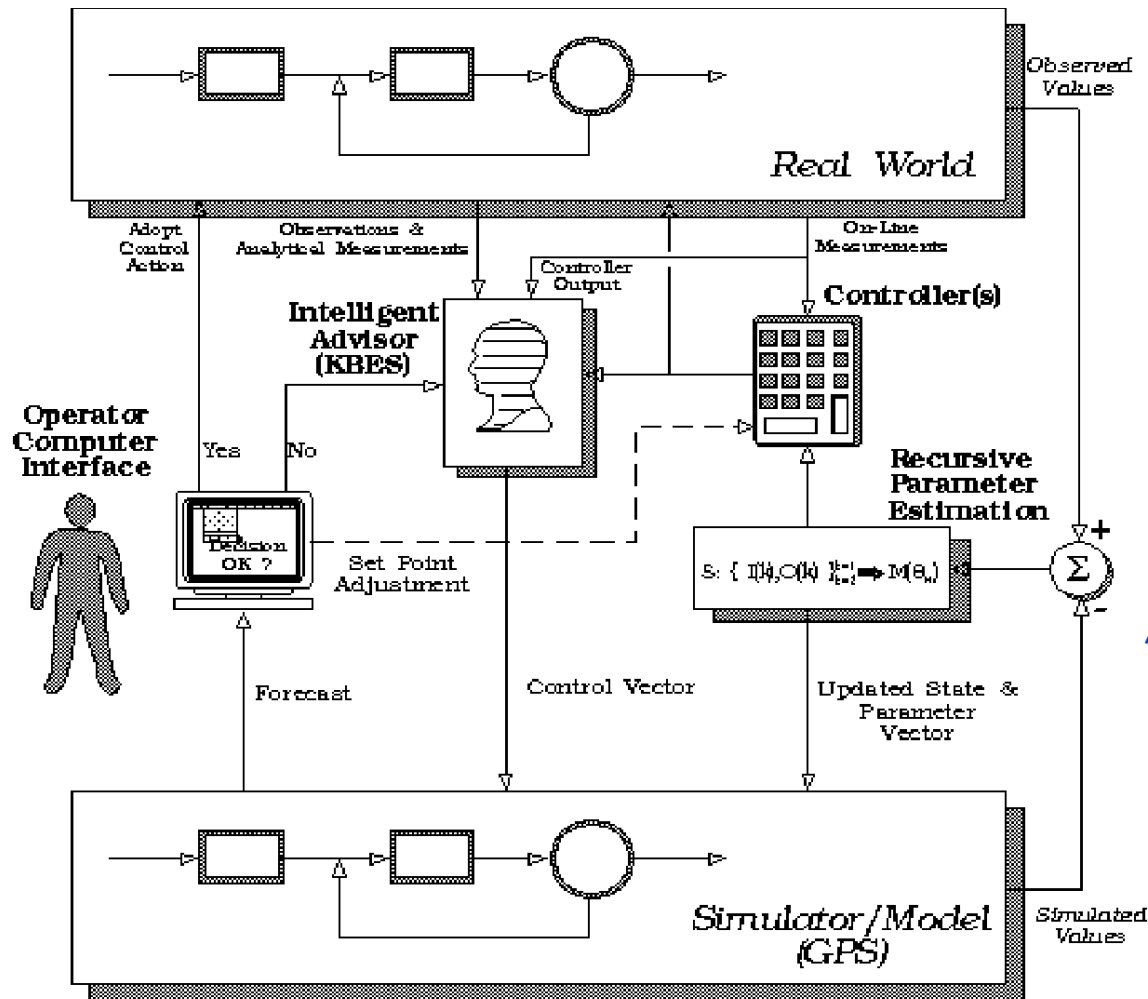 Observed
Values
Real World
Adopt
Control
Action
Observations &
Analytical Measurements
On-Line
Measurements
Controller
Output
Controller(s)
Intelligent
Advisor
(KBES)
Operator
Computer
Interface
Yes
No
Recursive
Parameter
Estimation
+
Decision
OK ?
Set Point
Adjustment
Σ
-
Forecast
Control Vector
Updated State &
Parameter
Vector
Simulator/Model
(GPS)
Simulated
Values